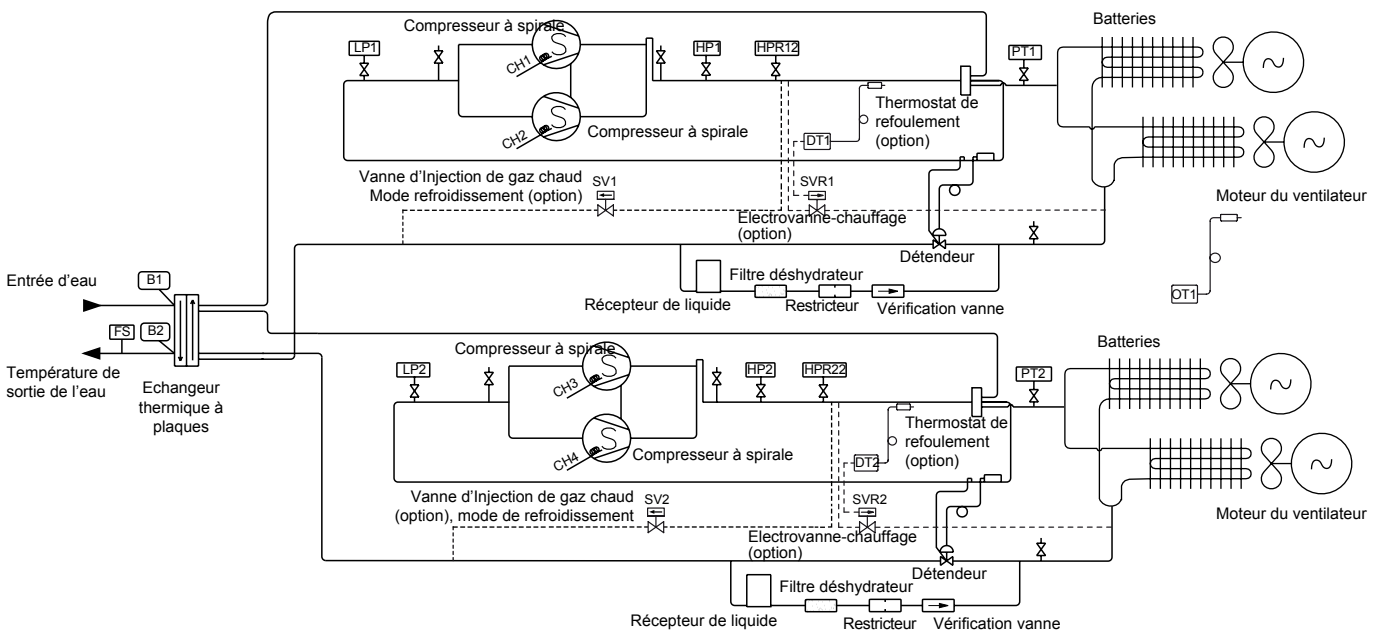 Compresseur à spirale
Batteries
LP1
HP1
HPR12
PT1
CH1
CH2
Compresseur à spirale
Thermostat de
refoulement
(option)
DT1
Vanne d’Injection de gaz chaud
Mode refroidissement (option)
SV1
SVR1
Moteur du ventilateur
Electrovanne-chauffage
(option)
Détendeur
Entrée d’eau
B1
Filtre déshydrateur
Récepteur de liquide
Restricteur
Vérification vanne
OT1
FS
B2
Température de
sortie de l’eau
Echangeur
thermique à
plaques
Compresseur à spirale
Batteries
LP2
HP2
HPR22
PT2
CH3
CH4
Compresseur à spirale
Thermostat de
refoulement
(option)
DT2
Vanne d’Injection de gaz chaud
(option), mode de refroidissement
SV2
SVR2
Moteur du ventilateur
Electrovanne-chauffage
(option)
Détendeur
Filtre déshydrateur
Récepteur de liquide
Restricteur
Vérification vanne
S
S
S
S
~
~
~
~